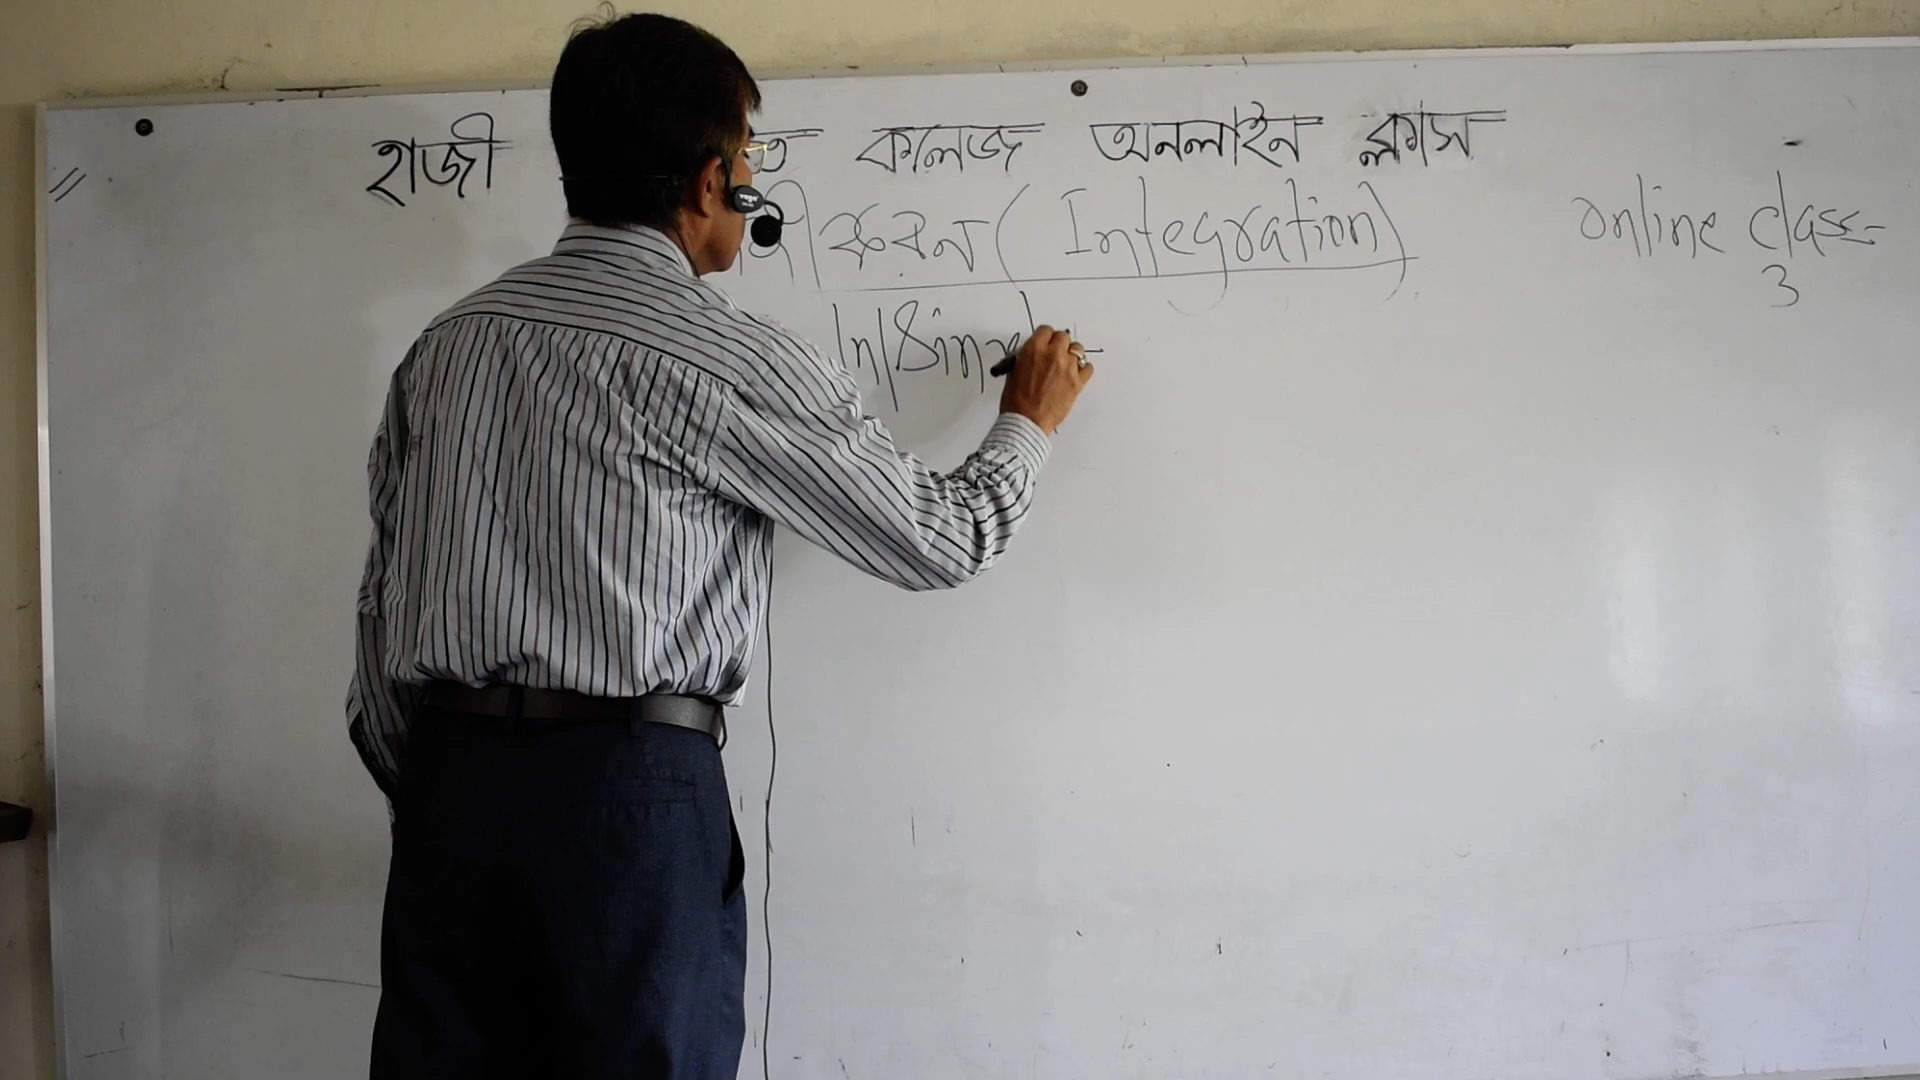 হাজী কলেজ অনলাইন ক্লাস
করন (Integration)
online class-
3
ln|sinx|